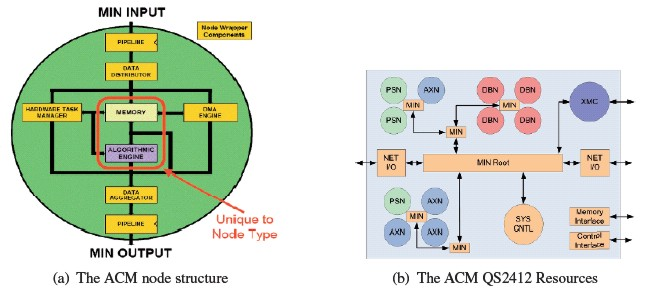 MIN INPUT
Node Wrapper
Components
PIPELINE
DATA
DISTRIBUTOR
HARDWARE TASK
MANAGER
MEMORY
DMA
ENGINE
ALGORITHMIC
ENGINE
DATA
AGGREGATOR
PIPELINE
Unique to
Node Type
MIN OUTPUT
(a) The ACM node structure
PSN
AXN
MIN
PSN
MIN
DBN
DBN
MIN
DBN
DBN
XMC
NET
I/O
MIN Root
NET
I/O
PSN
AXN
MIN
AXN
AXN
MIN
SYS
CNTL
Memory
Interface
Control
Interface
(b) The ACM QS2412 Resources